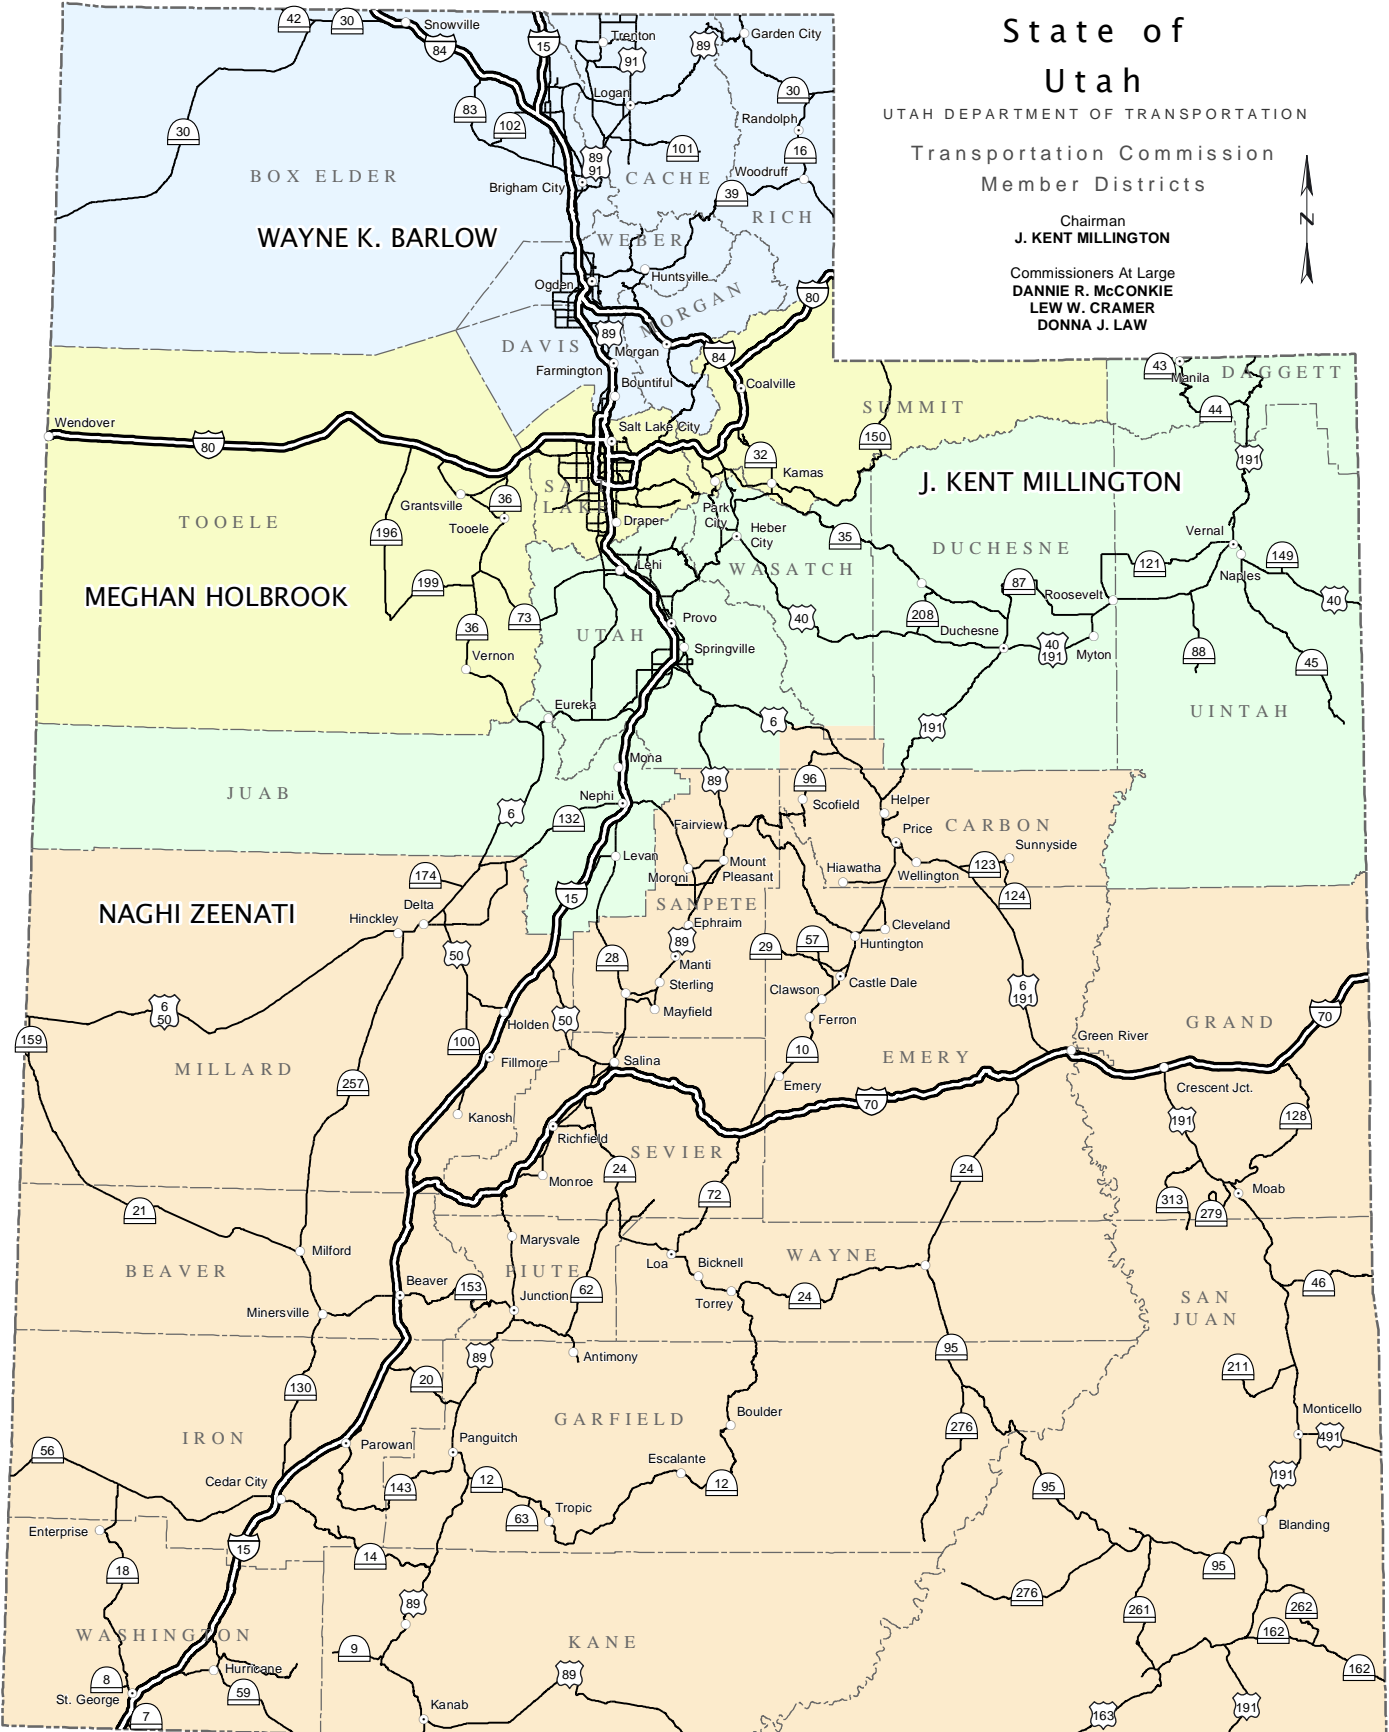 State of
Utah
UTAH DEPARTMENT OF TRANSPORTATION
Transportation Commission
Member Districts
Chairman
J. KENT MILLINGTON
Commissioners At Large
DANNIE R. McCONKIE
LEW W. CRAMER
DONNA J. LAW
N
42
30
Snowville
84
15
Trenton
91
89
Garden City
Logan
30
83
102
Randolph
30
101
16
89
91
Woodruff
BOX ELDER
Brigham City
CACHE
39
RICH
WAYNE K. BARLOW
WEBER
Huntsville
Ogden
MORGAN
80
89
DAVIS
Morgan
84
Farmington
Bountiful
Coalville
43
Manila
DAGGETT
SUMMIT
44
Wendover
80
Salt Lake City
150
32
191
Kamas
J. KENT MILLINGTON
SALT
LAKE
Grantsville
36
Tooele
TOOELE
Park
City
Draper
Heber
City
196
35
Vernal
DUCHESNE
121
149
Lehi
WASATCH
Naples
MEGHAN HOLBROOK
199
87
Roosevelt
40
73
208
Provo
40
36
UTAH
Duchesne
40
191
Springville
Myton
88
45
Vernon
Eureka
6
191
UINTAH
Mona
JUAB
89
96
Nephi
Scofield
Helper
6
132
Fairview
Price
CARBON
Sunnyside
Levan
Mount
Pleasant
Moroni
Hiawatha
Wellington
123
174
15
124
Delta
SANPETE
NAGHI ZEENATI
Hinckley
Ephraim
Cleveland
89
29
57
Huntington
50
28
Manti
Sterling
Clawson
Castle Dale
6
191
6
50
Mayfield
Holden
50
Ferron
70
GRAND
159
100
Green River
10
Fillmore
Salina
EMERY
MILLARD
257
Emery
Crescent Jct.
70
Kanosh
191
128
Richfield
SEVIER
24
24
Monroe
72
Moab
313
279
21
Marysvale
Milford
Loa
Bicknell
WAYNE
BEAVER
PIUTE
Beaver
153
Junction
62
Torrey
24
46
Minersville
SAN
JUAN
95
Antimony
89
211
20
130
Boulder
Monticello
GARFIELD
276
491
IRON
56
Parowan
Panguitch
Escalante
191
Cedar City
143
12
12
95
63
Tropic
Enterprise
Blanding
15
14
18
95
276
89
261
262
WASHINGTON
162
9
KANE
8
Hurricane
89
162
59
St. George
7
Kanab
163
191